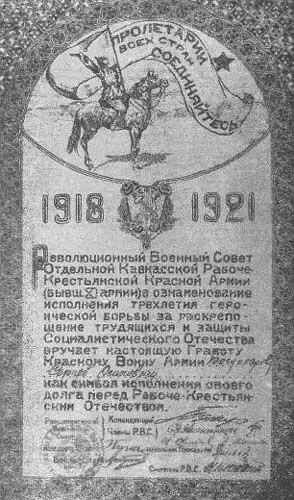 ПРОЛЕТАРИИ
ВСЕХ СТРАН
СОЕДИНЯЙТЕСЬ
1918 1921
Революционный Военный Совет
Отдельной Кавказской Рабоче-
Крестьянской Красной Армии
(бывш. XI армии) в ознаменование
исполнения трехлетия геро-
ической борьбы за раскрепо-
щение трудящихся и защиты
Социалистического Отечества
вручает настоящую Грамоту
Красному Воину Армии
как символ исполнения своего
долга перед Рабоче-Крестьян-
ским Отечеством.
Командующий
Члены Р.В.С.
Секретарь Р.В.С.